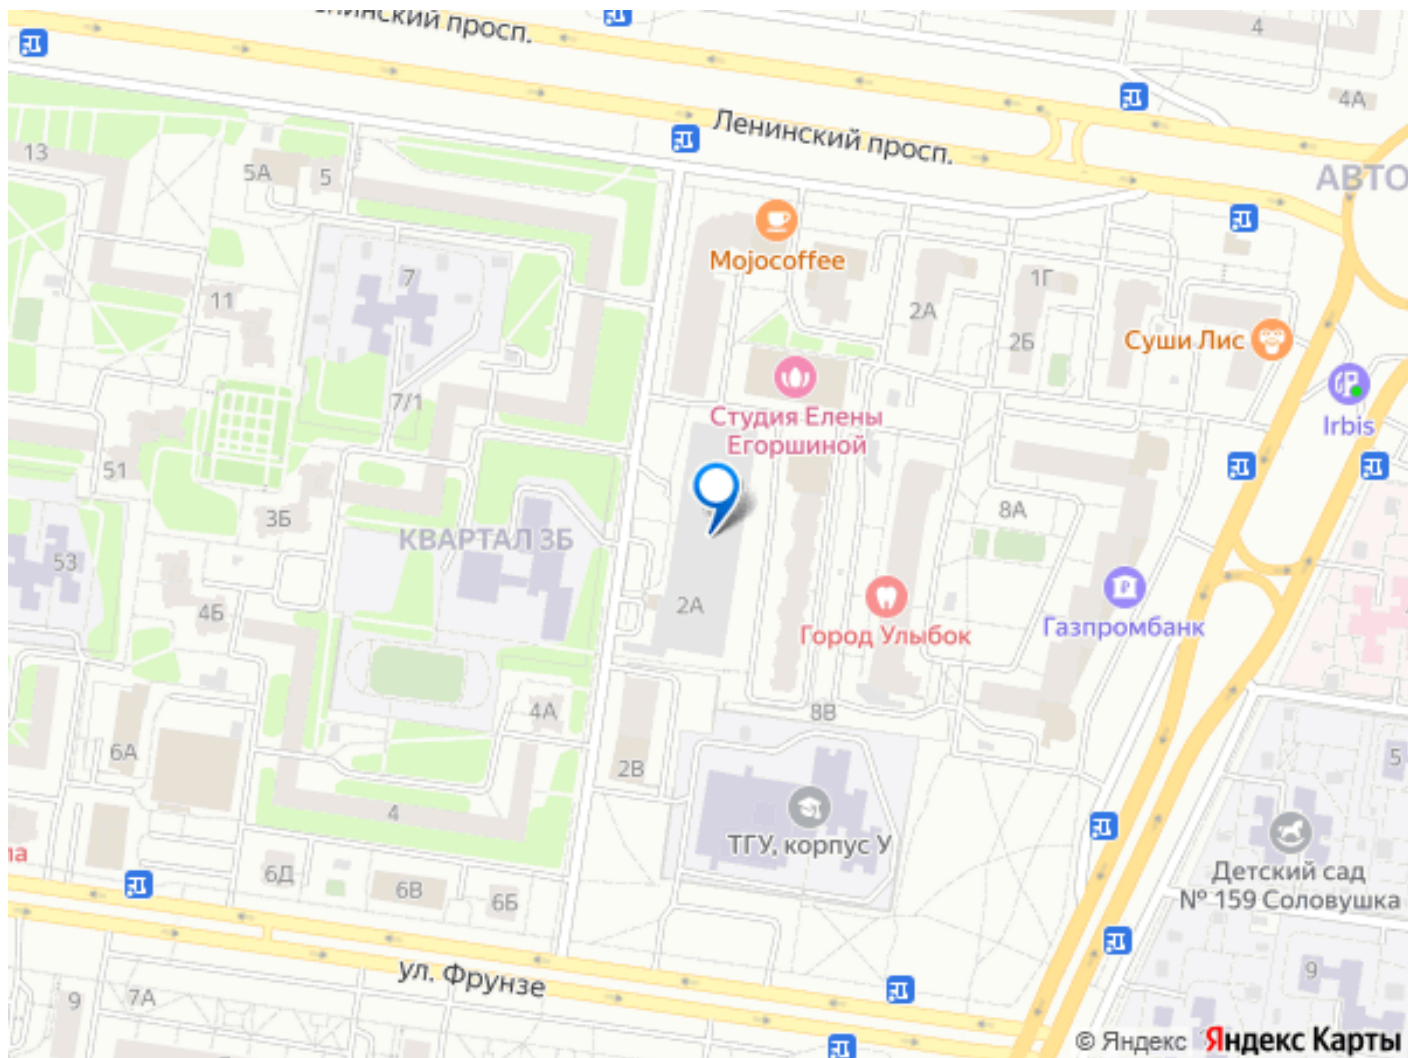 Ленинский просп.
4
4А
Ленинский просп.
АВТО
13
5А
5
7
Mojocoffee
1Г
2А
11
2Б
Суши Лис
7/1
Студия Елены
Егоршиной
Irbis
51
3Б
8А
КВАРТАЛ 3Б
53
4Б
2А
Город Улыбок
Газпромбанк
4А
8В
6А
2В
5
4
ТГУ, корпус У
6Д
6В
6Б
Детский сад
№ 159 Соловушка
ул. Фрунзе
9
7А
9
© Яндекс Яндекс Карты